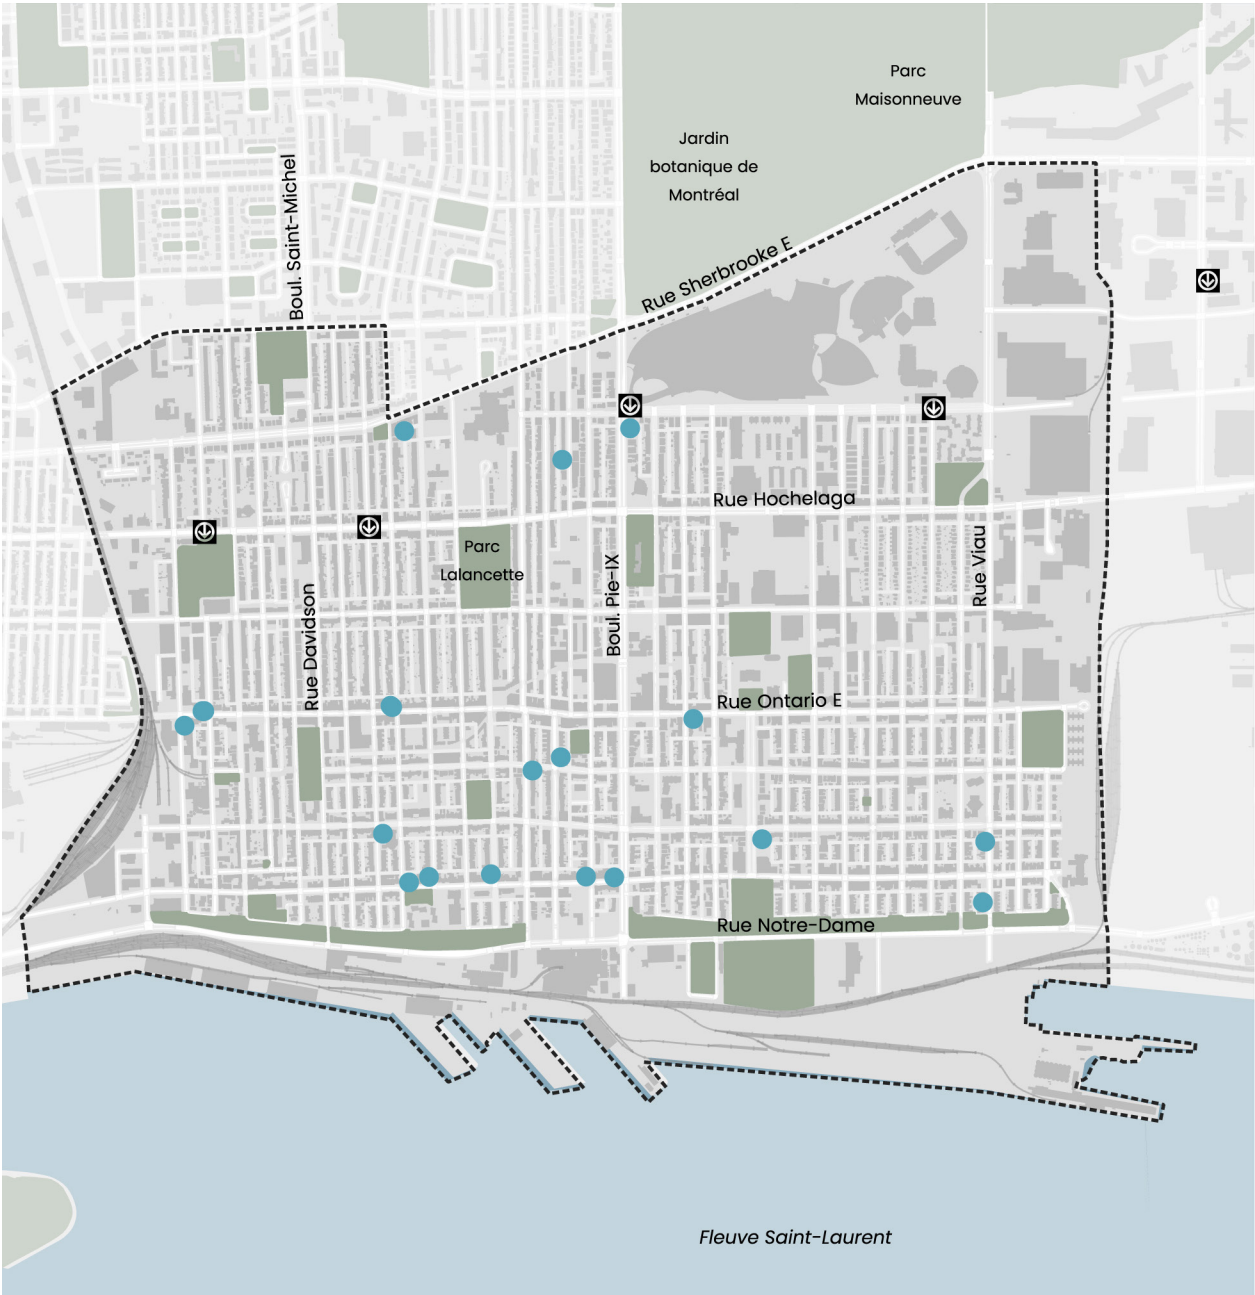 Parc
Maisonneuve
Jardin
botanique de
Montréal
Boul. Saint-Michel
Rue Sherbrooke E
Rue Hochelaga
Parc
Lalancette
Boul. Pie-IX
Rue Viau
Rue Davidson
Rue Ontario E
Rue Notre-Dame
Fleuve Saint-Laurent